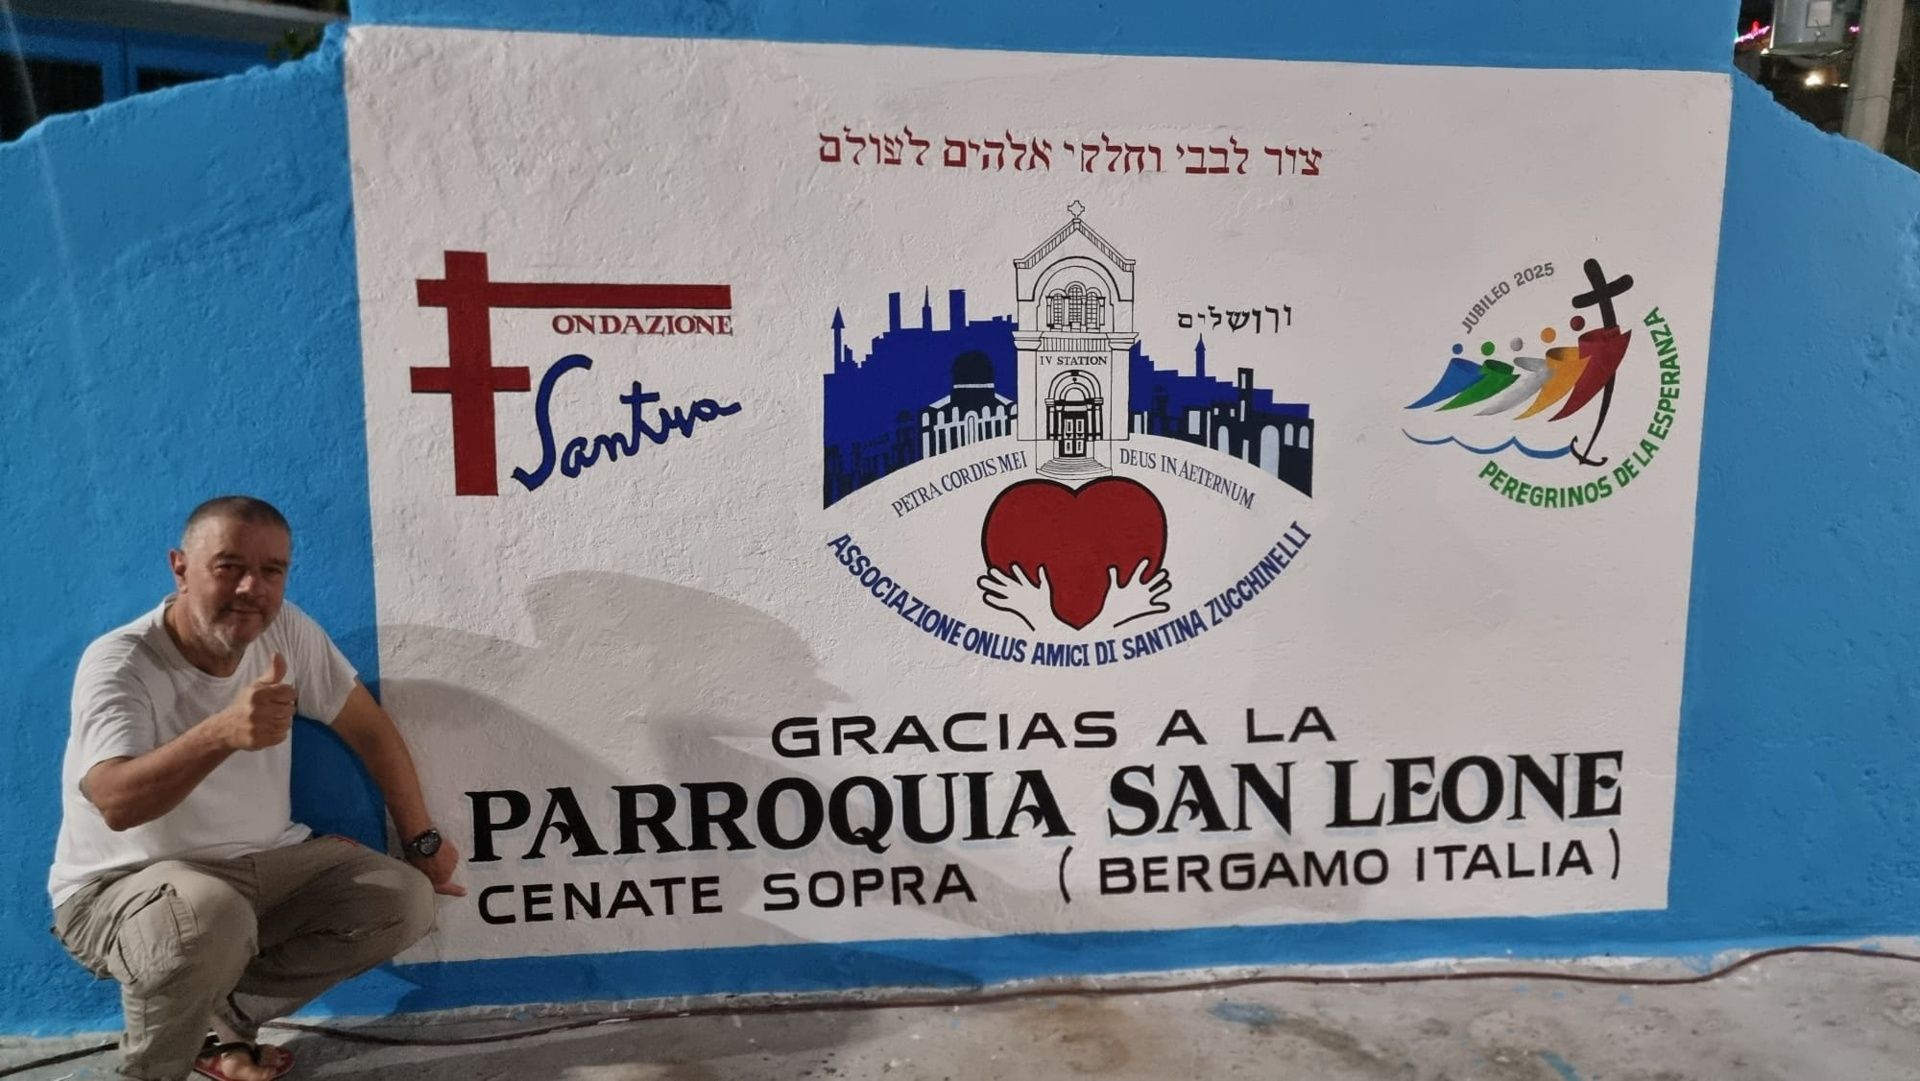 צור לבבי וחלקי אלהים לעולם
ONDAZIONE
Santina
ירושלים
IV STATION
PETRA CORDIS MEI DEUS IN AETERNUM
ASSOCIAZIONE ONLUS AMICI DI SANTINA ZUCCHINELLI
JUBILEO 2025
PEREGRINOS DE LA ESPERANZA
GRACIAS A LA
PARROQUIA SAN LEONE
CENATE SOPRA (BERGAMO ITALIA)